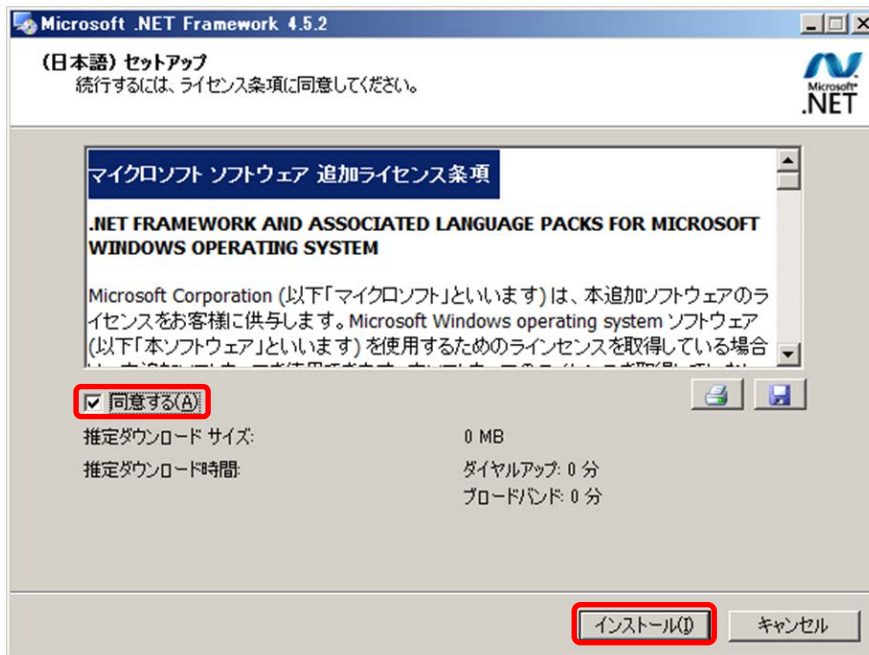 Microsoft .NET Framework 4.5.2
(日本語) セットアップ
続行するには、ライセンス条項に同意してください。
Microsoft
.NET
マイクロソフト ソフトウェア 追加ライセンス条項
.NET FRAMEWORK AND ASSOCIATED LANGUAGE PACKS FOR MICROSOFT
WINDOWS OPERATING SYSTEM
Microsoft Corporation (以下「マイクロソフト」といいます) は、本追加ソフトウェアのラ
イセンスをお客様に供与します。Microsoft Windows operating system ソフトウェア
(以下「本ソフトウェア」といいます) を使用するためのラインセンスを取得している場合
同意する(A)
推定ダウンロード サイズ:
0 MB
推定ダウンロード時間:
ダイヤルアップ: 0 分
ブロードバンド: 0 分
インストール(I)
キャンセル